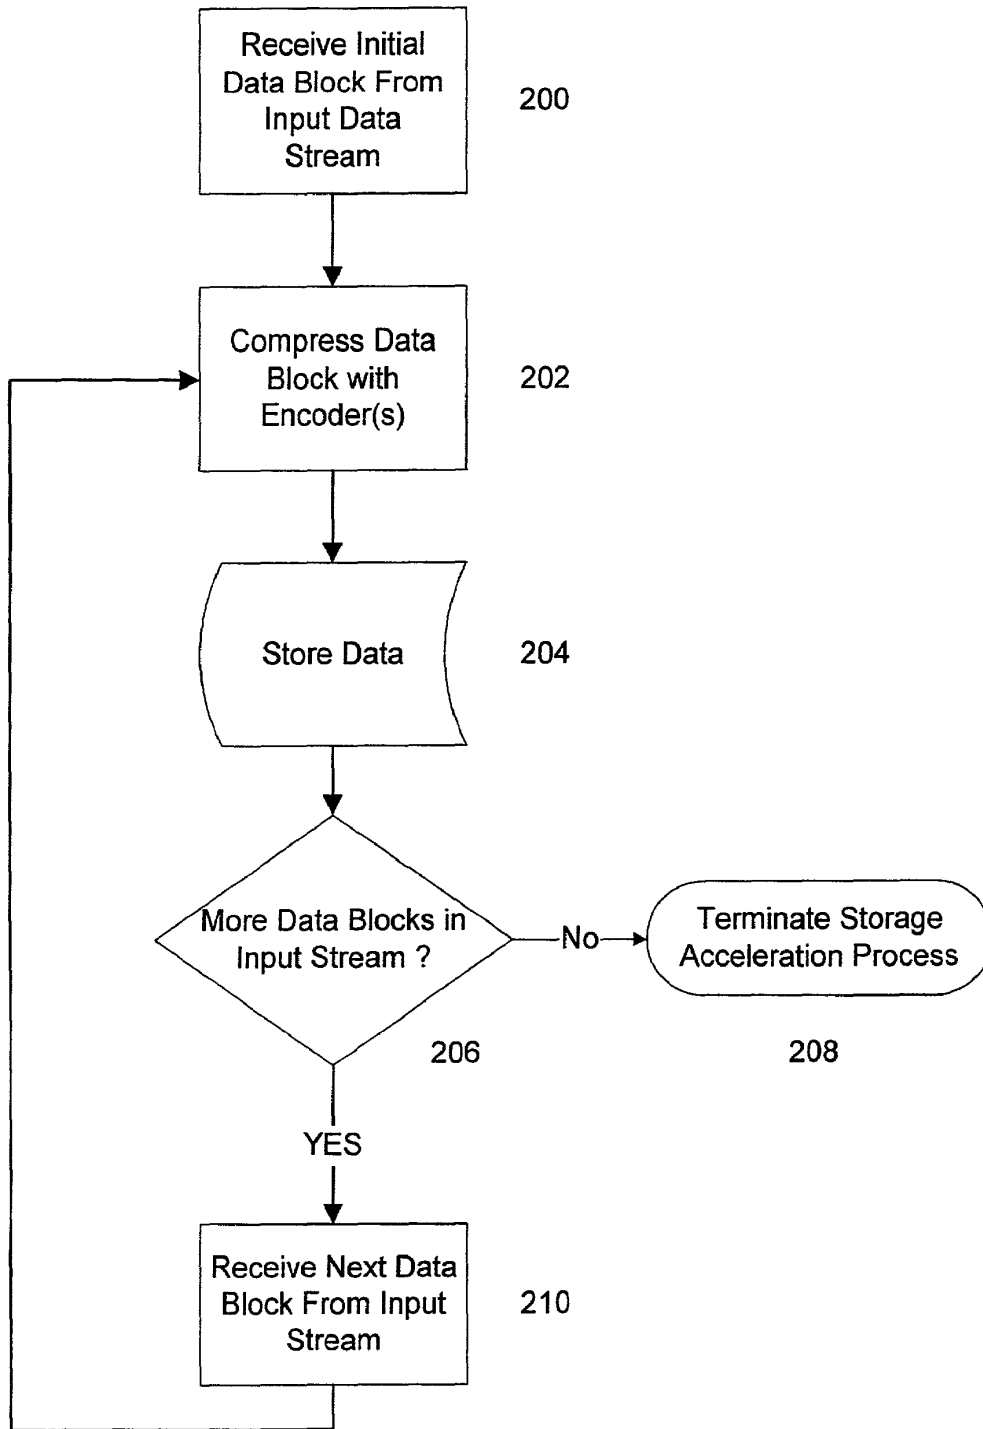 Receive Initial
Data Block From
Input Data
Stream
200
Compress Data
Block with
Encoder(s)
202
Store Data
204
More Data Blocks in
Input Stream ?
206
No
Terminate Storage
Acceleration Process
208
YES
Receive Next Data
Block From Input
Stream
210